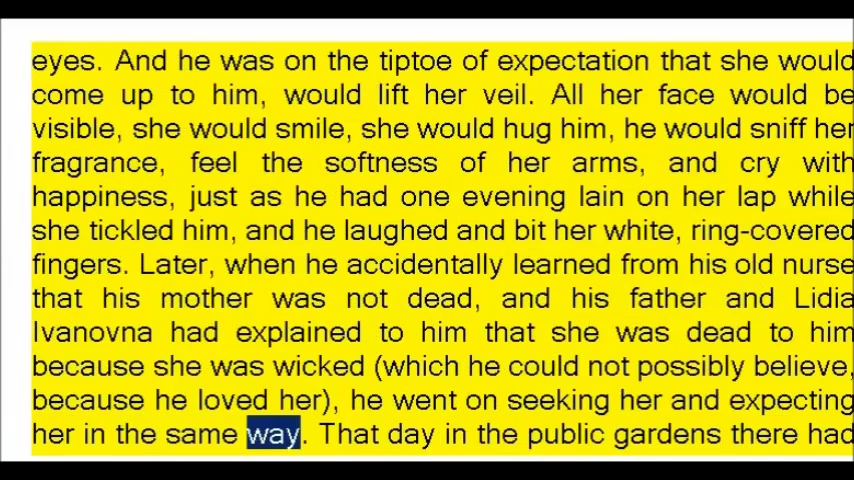 eyes. And he was on the tiptoe of expectation that she would
come up to him, would lift her veil. All her face would be
visible, she would smile, she would hug him, he would sniff her
fragrance, feel the softness of her arms, and cry with
happiness, just as he had one evening lain on her lap while
she tickled him, and he laughed and bit her white, ring-covered
fingers. Later, when he accidentally learned from his old nurse
that his mother was not dead, and his father and Lidia
Ivanovna had explained to him that she was dead to him
because she was wicked (which he could not possibly believe,
because he loved her), he went on seeking her and expecting
her in the same way. That day in the public gardens there had